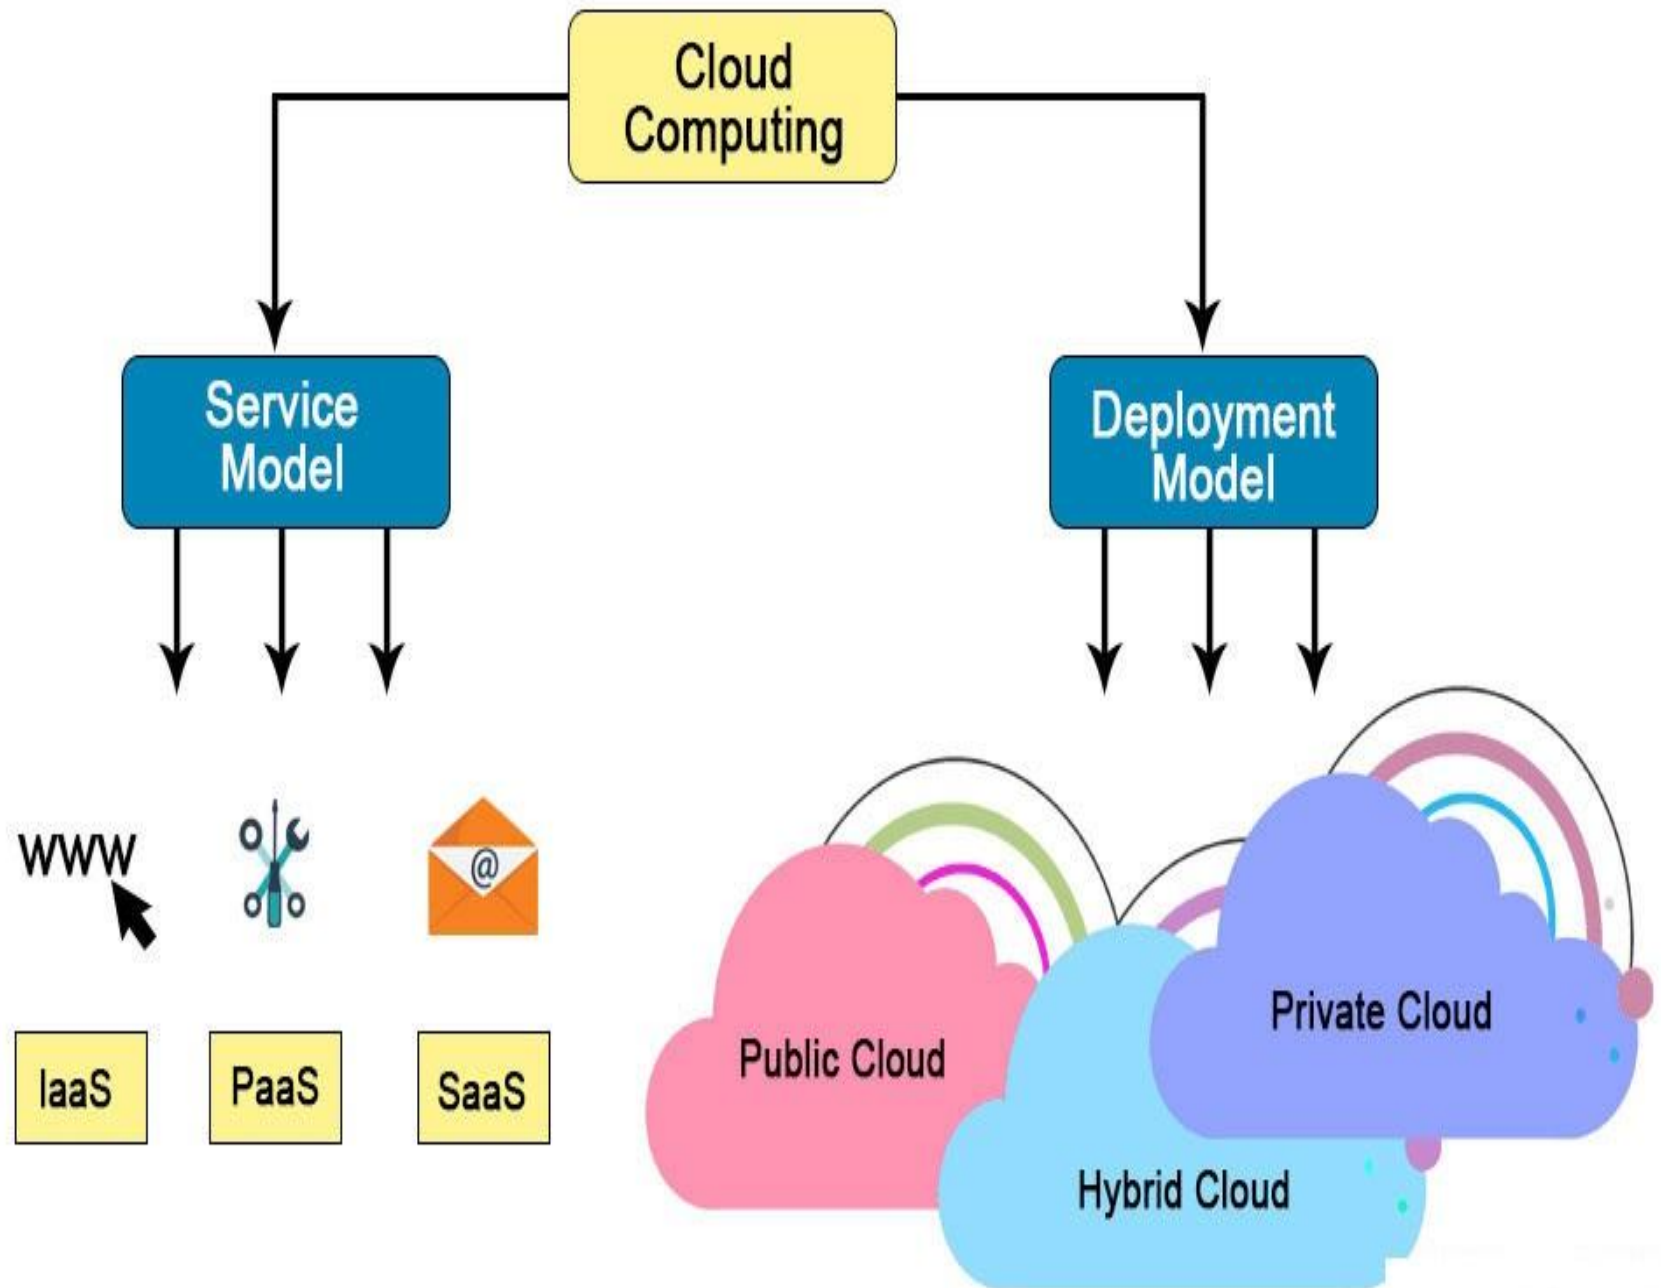 Cloud
Computing
Service
Model
Deployment
Model
www
@
IaaS
PaaS
SaaS
Public Cloud
Hybrid Cloud
Private Cloud